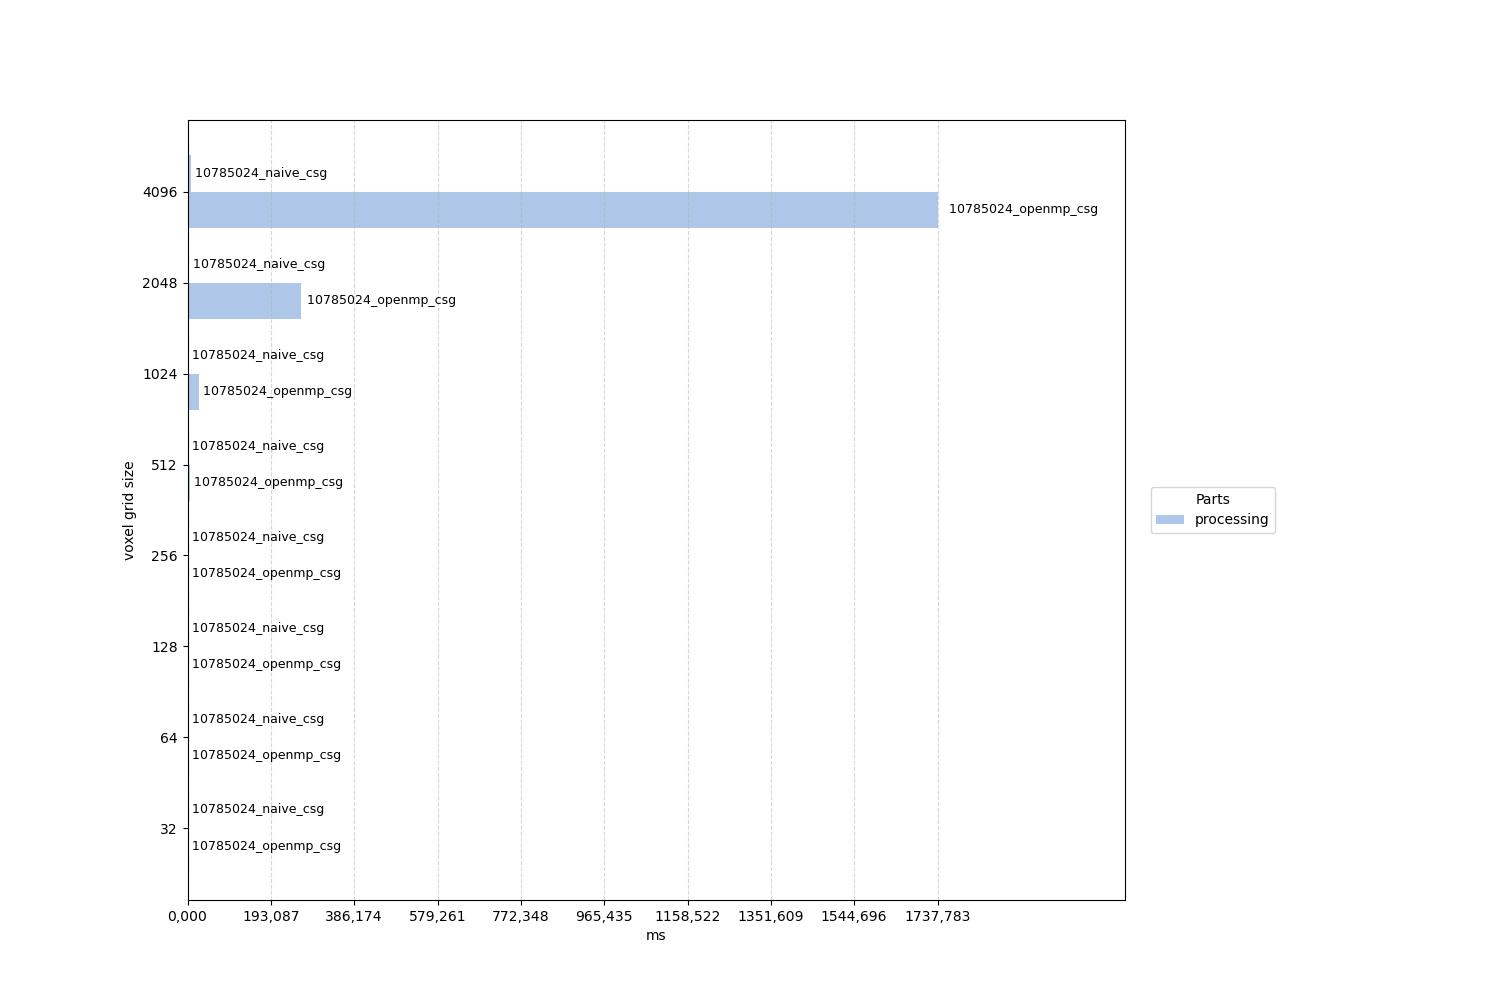 10785024_naive_csg
4096
10785024_openmp_csg
10785024_naive_csg
2048
10785024_openmp_csg
10785024_naive_csg
1024
10785024_openmp_csg
10785024_naive_csg
512
10785024_openmp_csg
10785024_naive_csg
256
10785024_openmp_csg
10785024_naive_csg
128
10785024_openmp_csg
10785024_naive_csg
64
10785024_openmp_csg
10785024_naive_csg
32
10785024_openmp_csg
voxel grid size
0,000 193,087 386,174 579,261 772,348 965,435 1158,522 1351,609 1544,696 1737,783
ms
Parts
processing